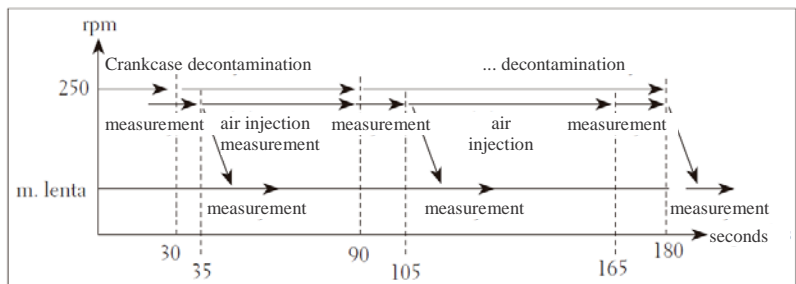 rpm
Crankcase decontamination ... decontamination
250
measurement air injection measurement air measurement
measurement injection
m. lenta
measurement measurement measurement
seconds
30 90 180
35 105 165